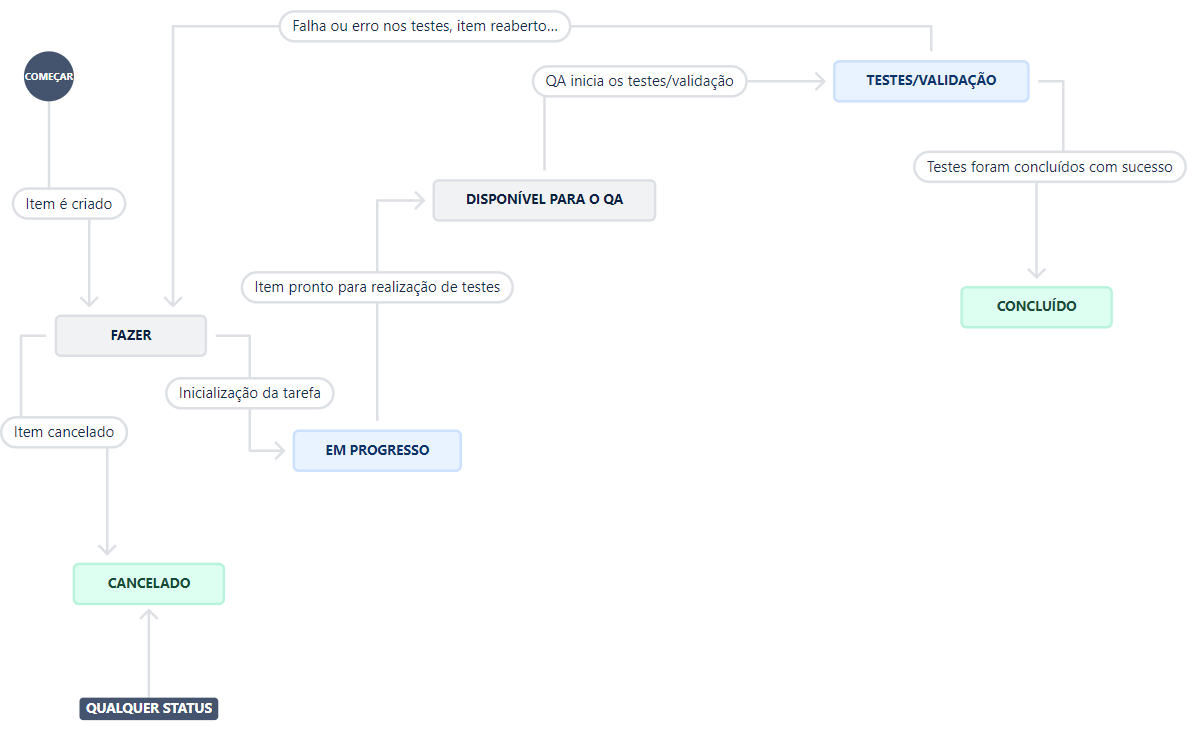 Falha ou erro nos testes, item reaberto...
COMEÇAR
QA inicia os testes/validação
TESTES/VALIDAÇÃO
Testes foram concluídos com sucesso
Item é criado
DISPONÍVEL PARA O QA
Item pronto para realização de testes
CONCLUÍDO
FAZER
Inicialização da tarefa
Item cancelado
EM PROGRESSO
CANCELADO
QUALQUER STATUS